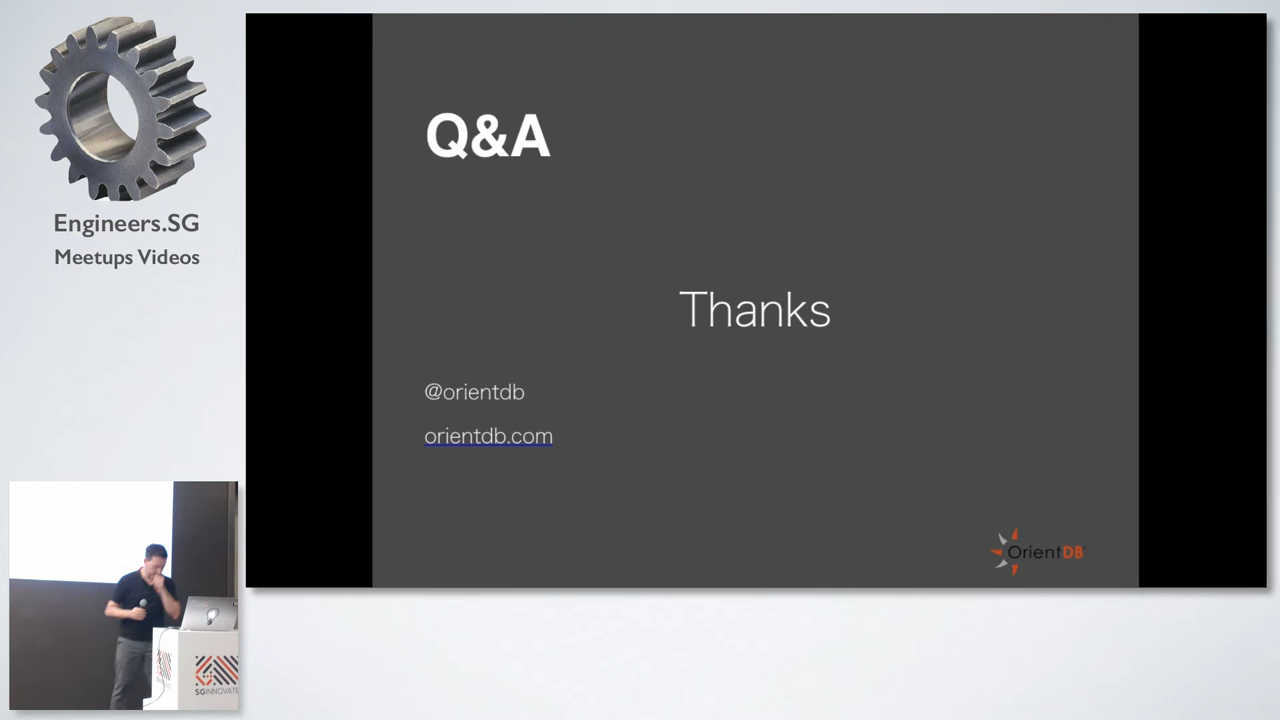 Engineers.SG
Meetups Videos
Q&A
Thanks
@orientdb
orientdb.com
OrientDB
SGINNOVATE